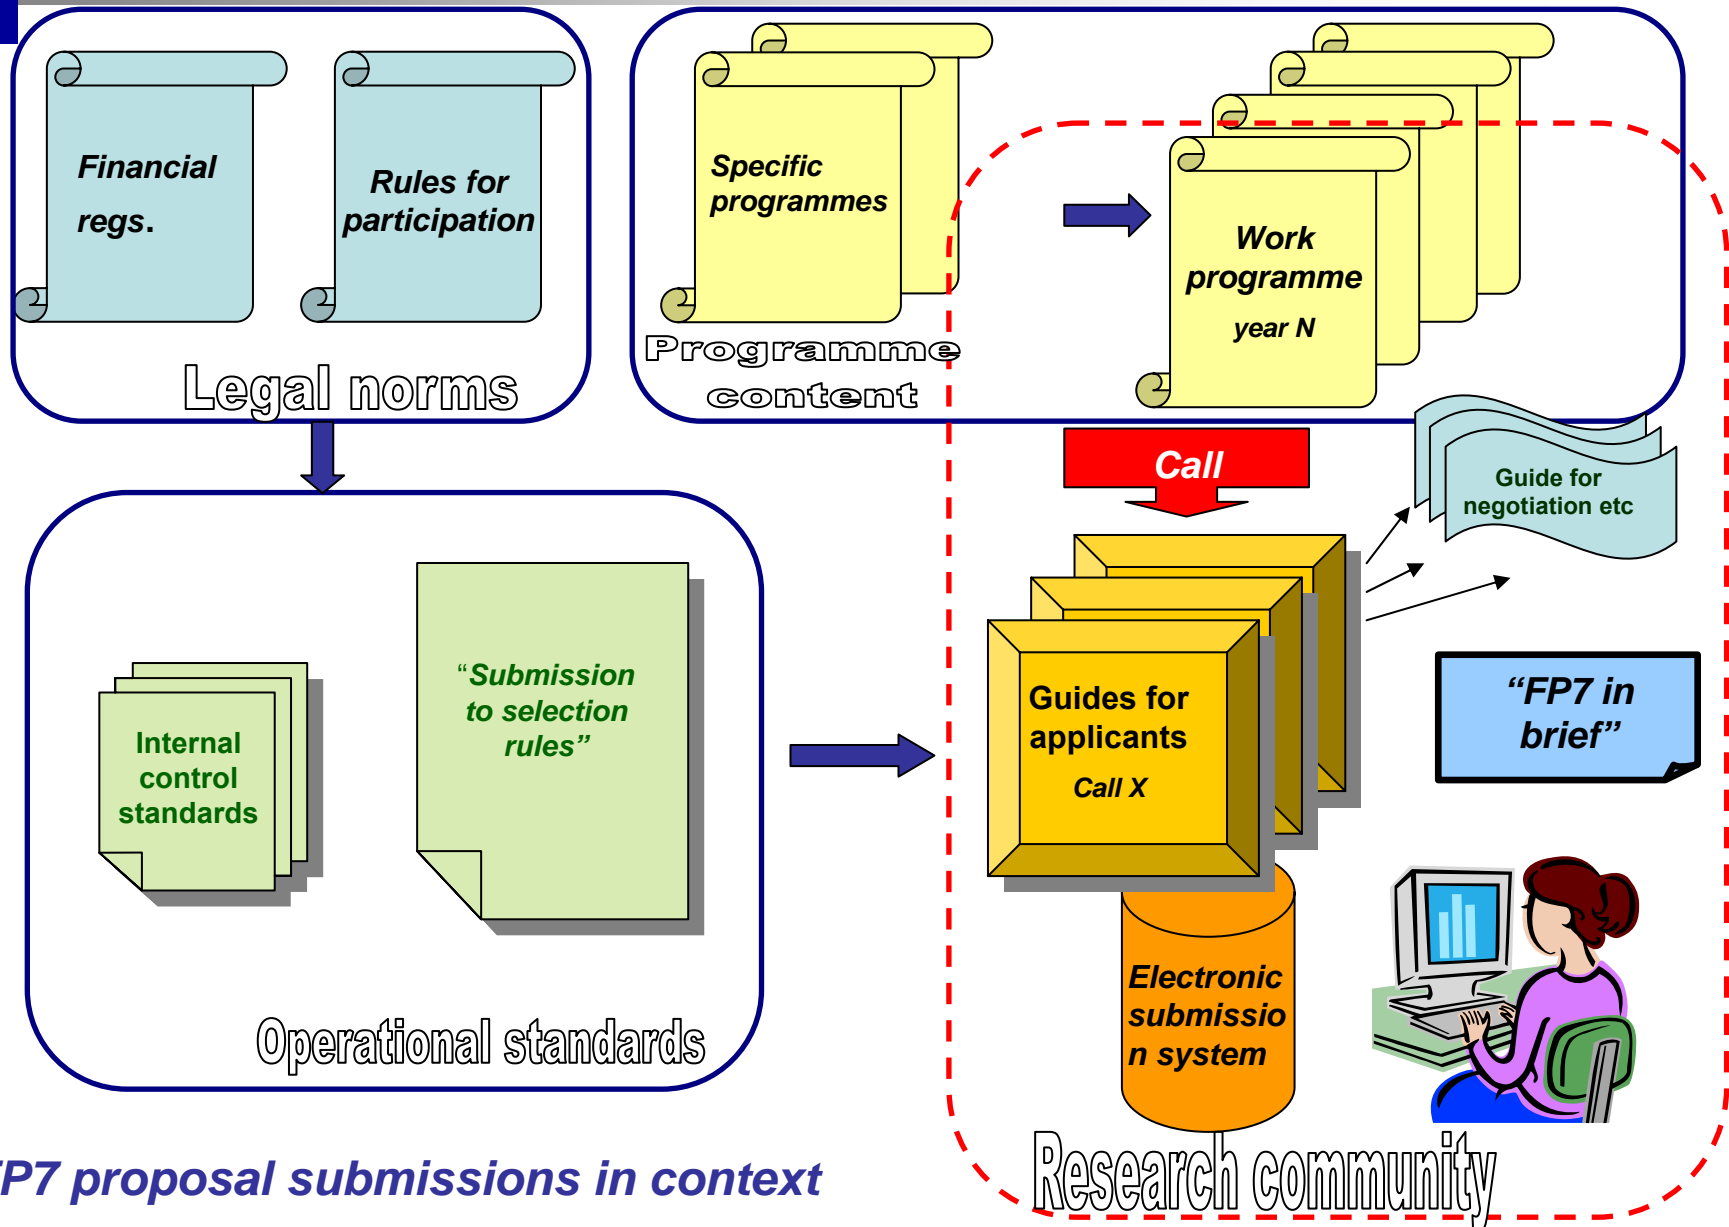 Financial
regs.
Rules for
participation
Legal norms
Specific
programmes
Programme
content
Work
programme
year N
Call
Guide for
negotiation etc
Internal
control
standards
“Submission
to selection
rules”
Operational standards
Guides for
applicants
Call X
“FP7 in
brief”
Electronic
submissio
n system
Research community
FP7 proposal submissions in context